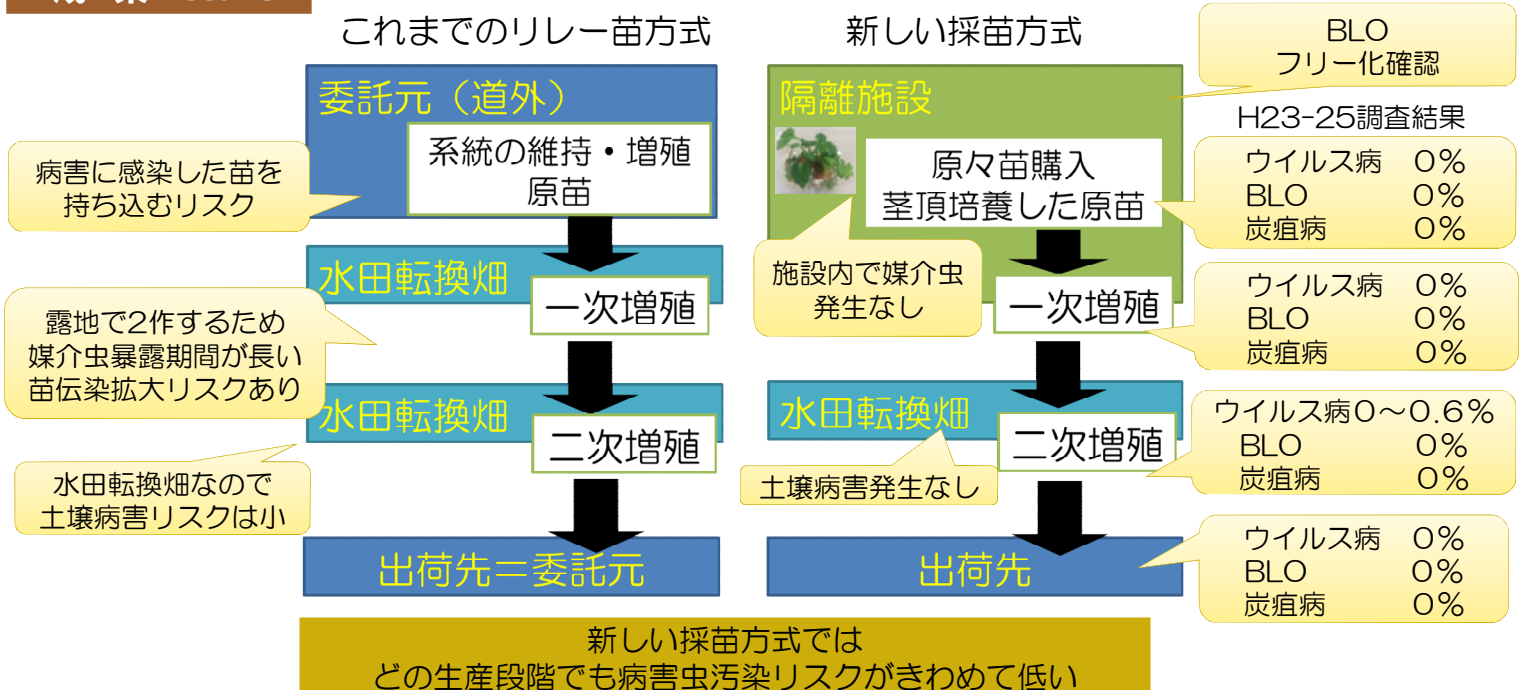 これまでのリレー苗方式
委託元（道外）
系統の維持・増殖
原苗
病害に感染した苗を
持ち込むリスク
水田転換畑
一次増殖
露地で2作するため
媒介虫暴露期間が長い
苗伝染拡大リスクあり
水田転換畑
二次増殖
水田転換畑なので
土壌病害リスクは小
出荷先＝委託元
新しい採苗方式
隔離施設
原々苗購入
茎頂培養した原苗
施設内で媒介虫
発生なし
一次増殖
水田転換畑
二次増殖
土壌病害発生なし
出荷先
BLO
フリー化確認
H23-25調査結果
ウイルス病 0％
BLO 0％
炭疽病 0％
ウイルス病 0％
BLO 0％
炭疽病 0％
ウイルス病0～0.6％
BLO 0％
炭疽病 0％
ウイルス病 0％
BLO 0％
炭疽病 0％
新しい採苗方式では
どの生産段階でも病害虫汚染リスクがきわめて低い